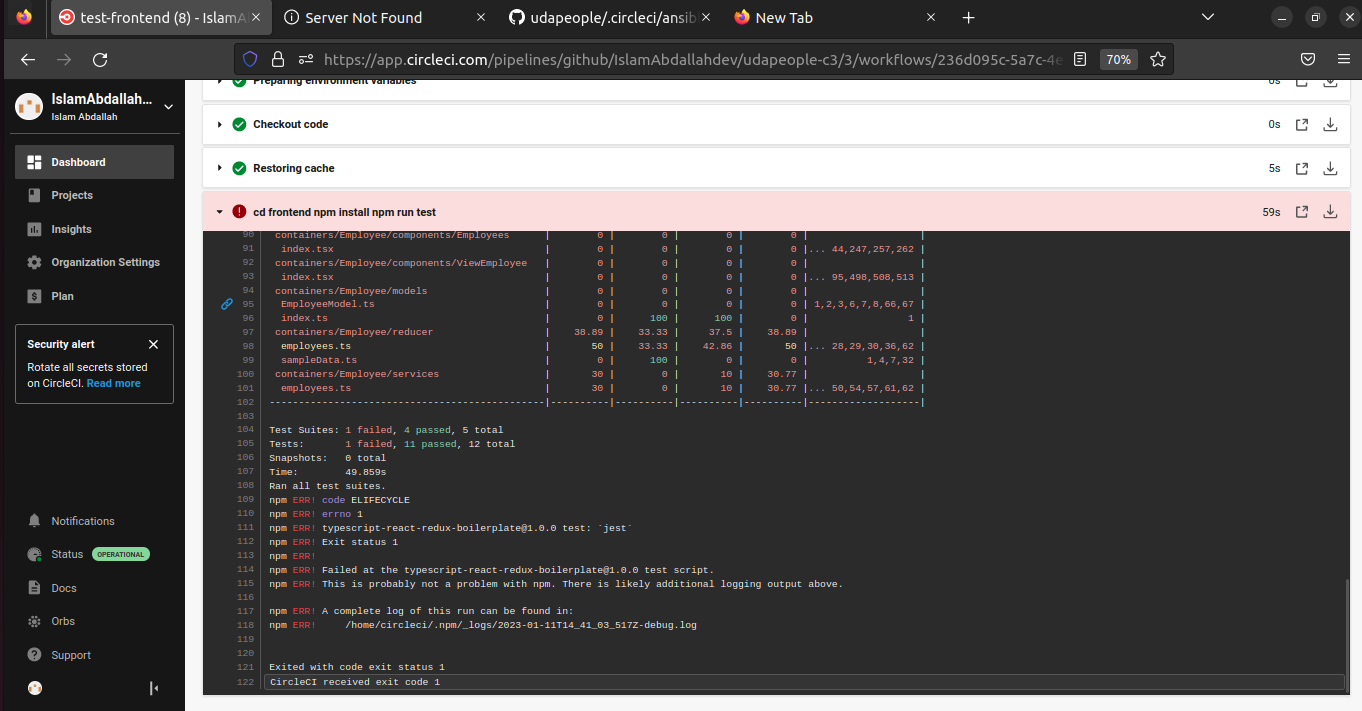 test-frontend (8) - IslamA
Server Not Found
udapeople/.circleci/ansib
New Tab
https://app.circleci.com/pipelines/github/IslamAbdallahdev/udapeople-c3/3/workflows/236d095c-5a7c-4e
70%
IslamAbdallah...
Islam Abdallah
Dashboard
Projects
Insights
Organization Settings
Plan
Security alert
Rotate all secrets stored
on CircleCI. Read more
Notifications
Status OPERATIONAL
Docs
Orbs
Support
Preparing environment variables 0s
Checkout code 0s
Restoring cache 5s
cd frontend npm install npm run test 59s
90 containers/Employee/components/Employees | 0 | 0 | 0 | 0 | |
91 index.tsx | 0 | 0 | 0 | 0 |... 44,247,257,262 |
92 containers/Employee/components/ViewEmployee | 0 | 0 | 0 | 0 | |
93 index.tsx | 0 | 0 | 0 | 0 |... 95,498,508,513 |
94 containers/Employee/models | 0 | 0 | 0 | 0 | |
95 EmployeeModel.ts | 0 | 0 | 0 | 0 | 1,2,3,6,7,8,66,67 |
96 index.ts | 0 | 100 | 100 | 0 | 1 |
97 containers/Employee/reducer | 38.89 | 33.33 | 37.5 | 38.89 | |
98 employees.ts | 50 | 33.33 | 42.86 | 50 |... 28,29,30,36,62 |
99 sampleData.ts | 0 | 100 | 0 | 0 | 1,4,7,32 |
100 containers/Employee/services | 30 | 0 | 10 | 30.77 | |
101 employees.ts | 30 | 0 | 10 | 30.77 |... 50,54,57,61,62 |
102 -----------------------------------------------|----------|----------|----------|----------|-------------------|
103
104 Test Suites: 1 failed, 4 passed, 5 total
105 Tests: 1 failed, 11 passed, 12 total
106 Snapshots: 0 total
107 Time: 49.859s
108 Ran all test suites.
109 npm ERR! code ELIFECYCLE
110 npm ERR! errno 1
111 npm ERR! typescript-react-redux-boilerplate@1.0.0 test: `jest`
112 npm ERR! Exit status 1
113 npm ERR!
114 npm ERR! Failed at the typescript-react-redux-boilerplate@1.0.0 test script.
115 npm ERR! This is probably not a problem with npm. There is likely additional logging output above.
116
117 npm ERR! A complete log of this run can be found in:
118 npm ERR! /home/circleci/.npm/_logs/2023-01-11T14_41_03_517Z-debug.log
119
120
121 Exited with code exit status 1
122 CircleCI received exit code 1